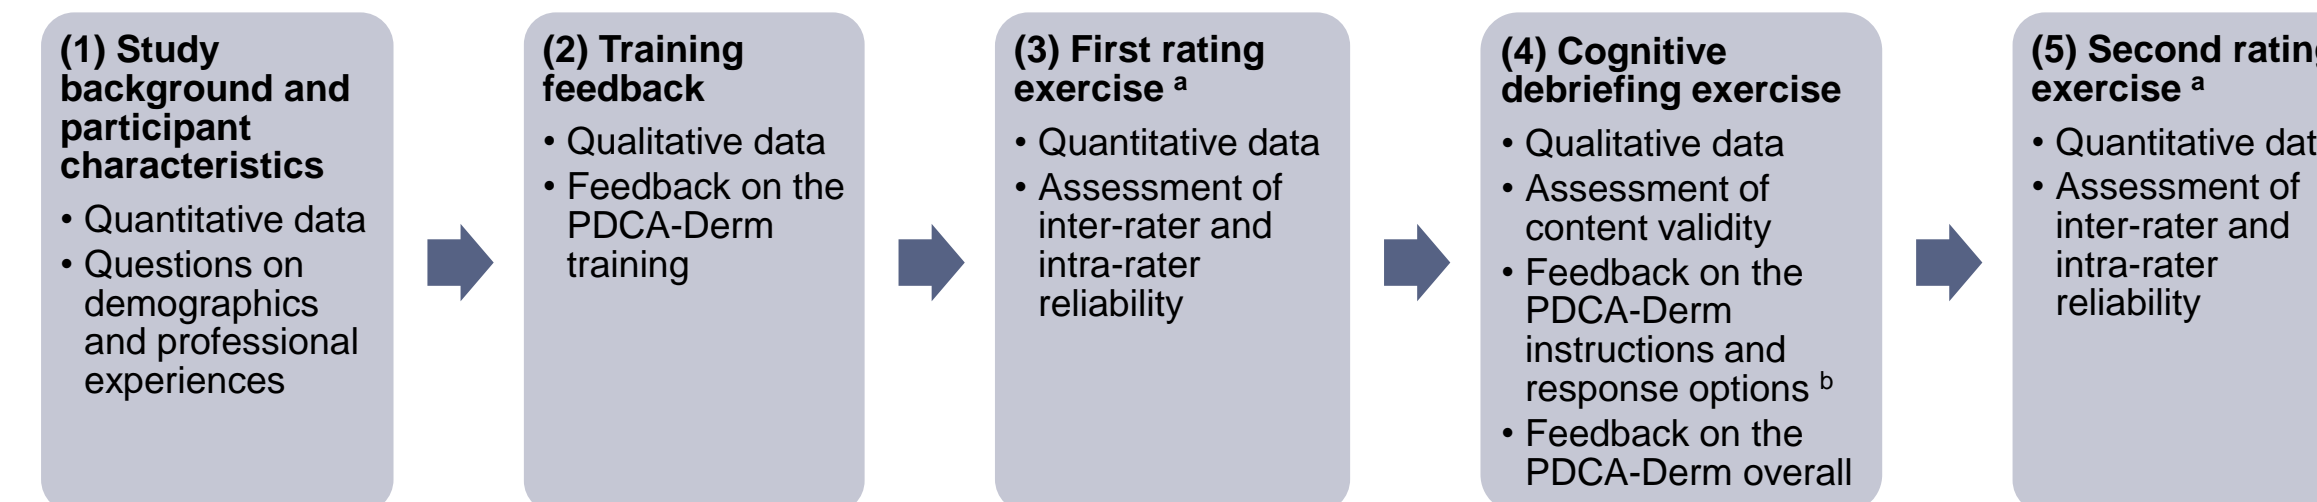 (1) Study
background and
participant
characteristics
• Quantitative data
• Questions on
demographics
and professional
experiences
(2) Training
feedback
• Qualitative data
• Feedback on the
PDCA-Derm
training
(3) First rating
exercise ᵃ
• Quantitative data
• Assessment of
inter-rater and
intra-rater
reliability
(4) Cognitive
debriefing exercise
• Qualitative data
• Assessment of
content validity
• Feedback on the
PDCA-Derm
instructions and
response options ᵇ
• Feedback on the
PDCA-Derm overall
(5) Second rating
exercise ᵃ
• Quantitative dat
• Assessment of
inter-rater and
intra-rater
reliability